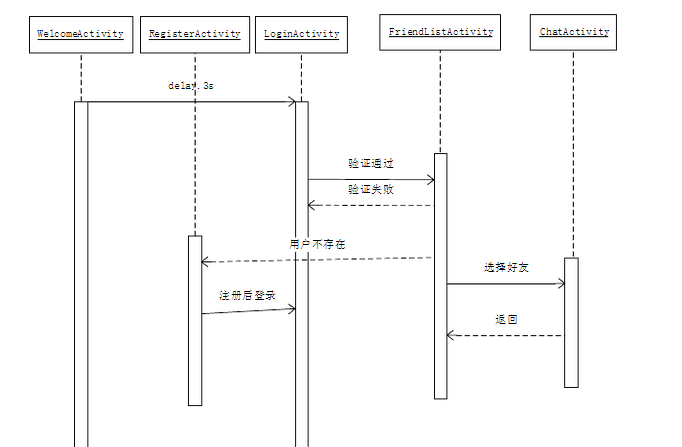 WelcomeActivity
RegisterActivity
LoginActivity
FriendListActivity
ChatActivity
delay.3s
验证通过
验证失败
用户不存在
选择好友
注册后登录
返回